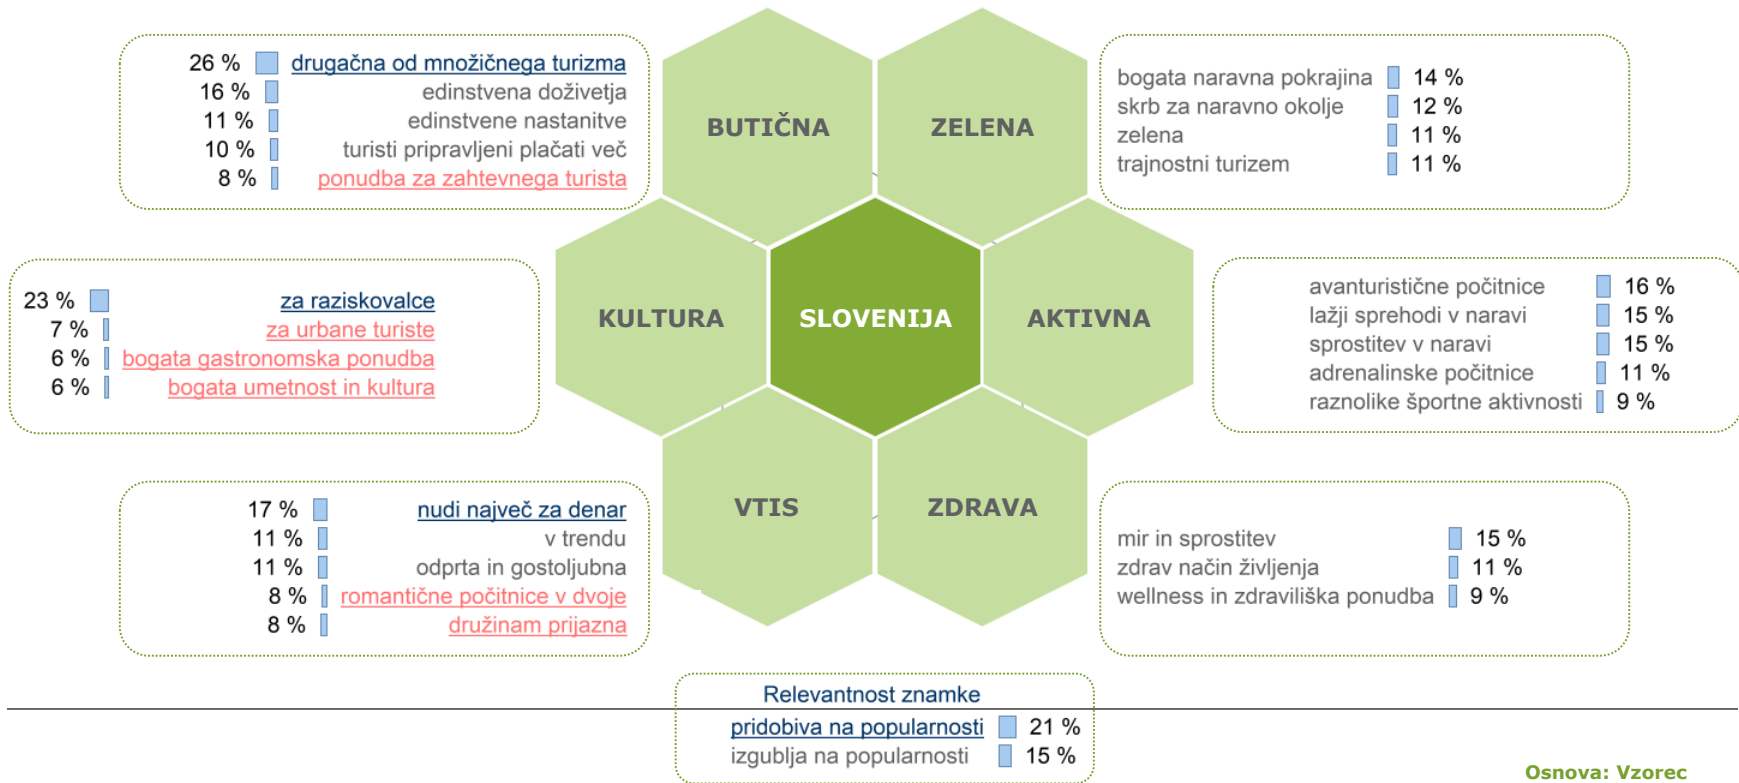 26 % drugačna od množičnega turizma
16 % edinstvena doživetja
11 % edinstvene nastanitve
10 % turisti pripravljeni plačati več
8 % ponudba za zahtevnega turista
BUTIČNA
ZELENA
bogata naravna pokrajina 14 %
skrb za naravno okolje 12 %
zelena 11 %
trajnostni turizem 11 %
23 % za raziskovalce
7 % za urbane turiste
6 % bogata gastronomska ponudba
6 % bogata umetnost in kultura
KULTURA
SLOVENIJA
AKTIVNA
avanturistične počitnice 16 %
lažji sprehodi v naravi 15 %
sprostitev v naravi 15 %
adrenalinske počitnice 11 %
raznolike športne aktivnosti 9 %
17 % nudi največ za denar
11 % v trendu
11 % odprta in gostoljubna
8 % romantične počitnice v dvoje
8 % družinam prijazna
VTIS
ZDRAVA
mir in sprostitev 15 %
zdrav način življenja 11 %
wellness in zdraviliška ponudba 9 %
Relevantnost znamke
pridobiva na popularnosti 21 %
izgublja na popularnosti 15 %
Osnova: Vzorec